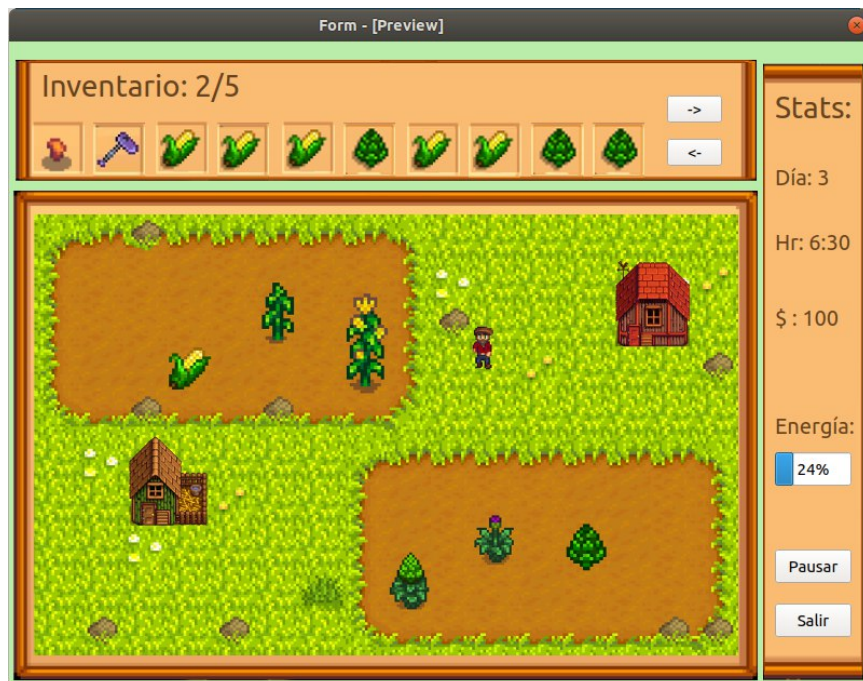 Form - [Preview]
Inventario: 2/5
->
<-
Stats:
Día: 3
Hr: 6:30
$ : 100
Energía:
24%
Pausar
Salir